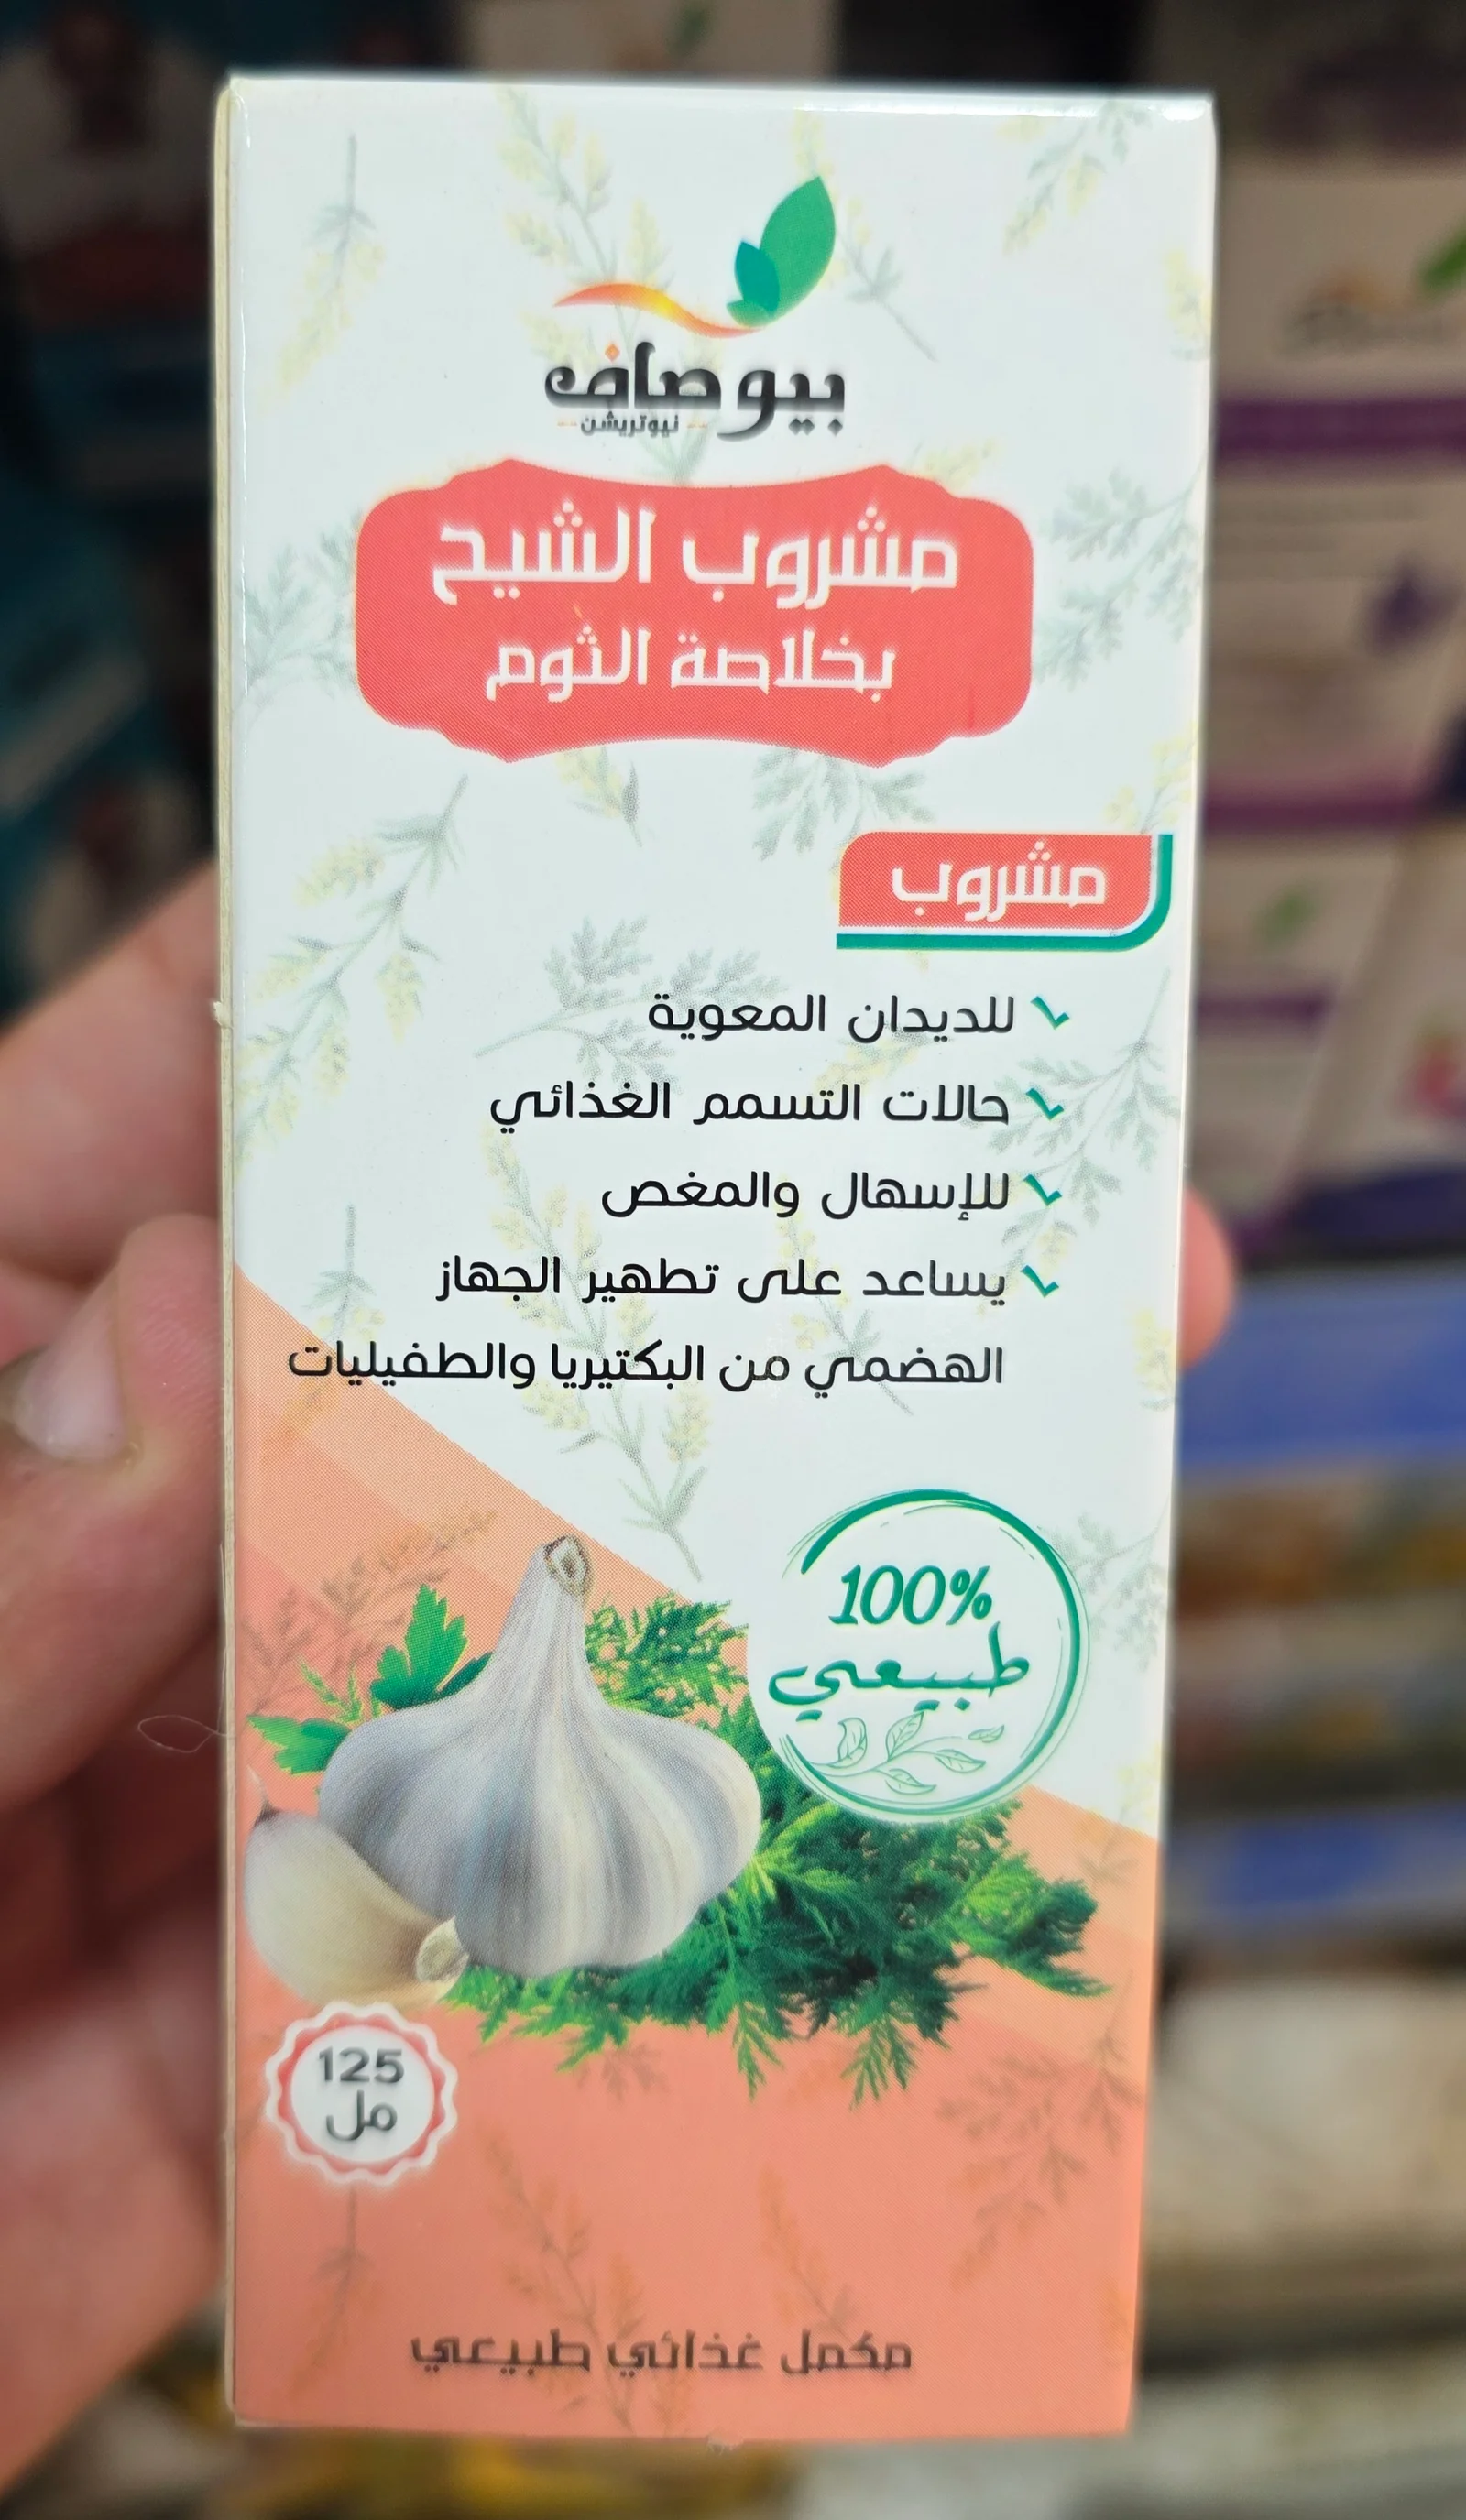 بيوصاف
نيوتريشن
مشروب الشيح
بخلاصة الثوم
مشروب
للديدان المعوية
حالات التسمم الغذائي
للإسهال والمغص
يساعد على تطهير الجهاز
الهضمي من البكتيريا والطفيليات
100%
طبيعي
125
مل
مكمل غذائي طبيعي